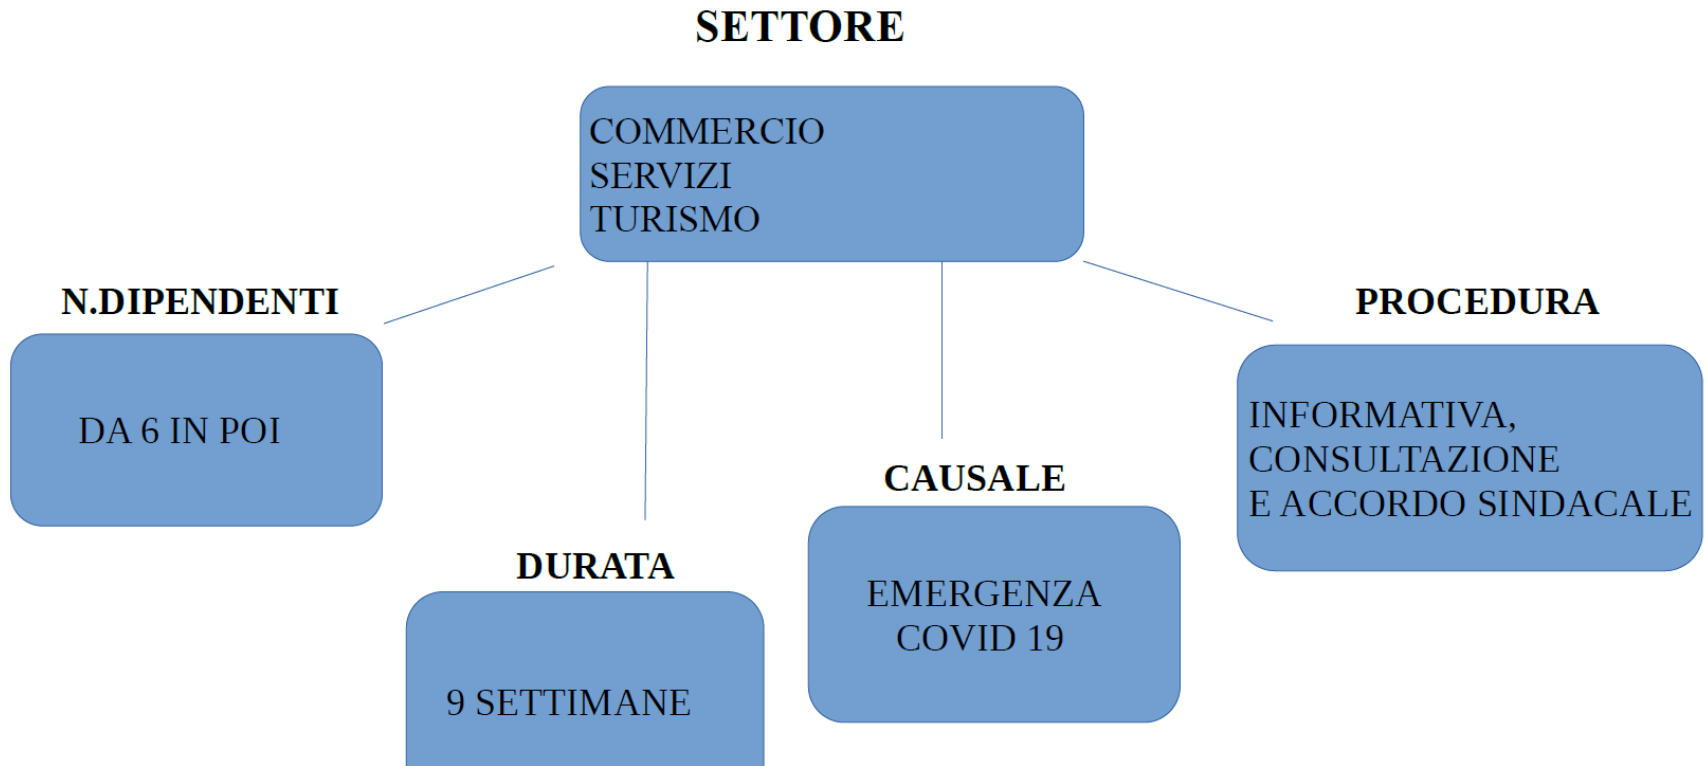 SETTORE
COMMERCIO
SERVIZI
TURISMO
N.DIPENDENTI
DA 6 IN POI
DURATA
9 SETTIMANE
CAUSALE
EMERGENZA
COVID 19
PROCEDURA
INFORMATIVA,
CONSULTAZIONE
E ACCORDO SINDACALE